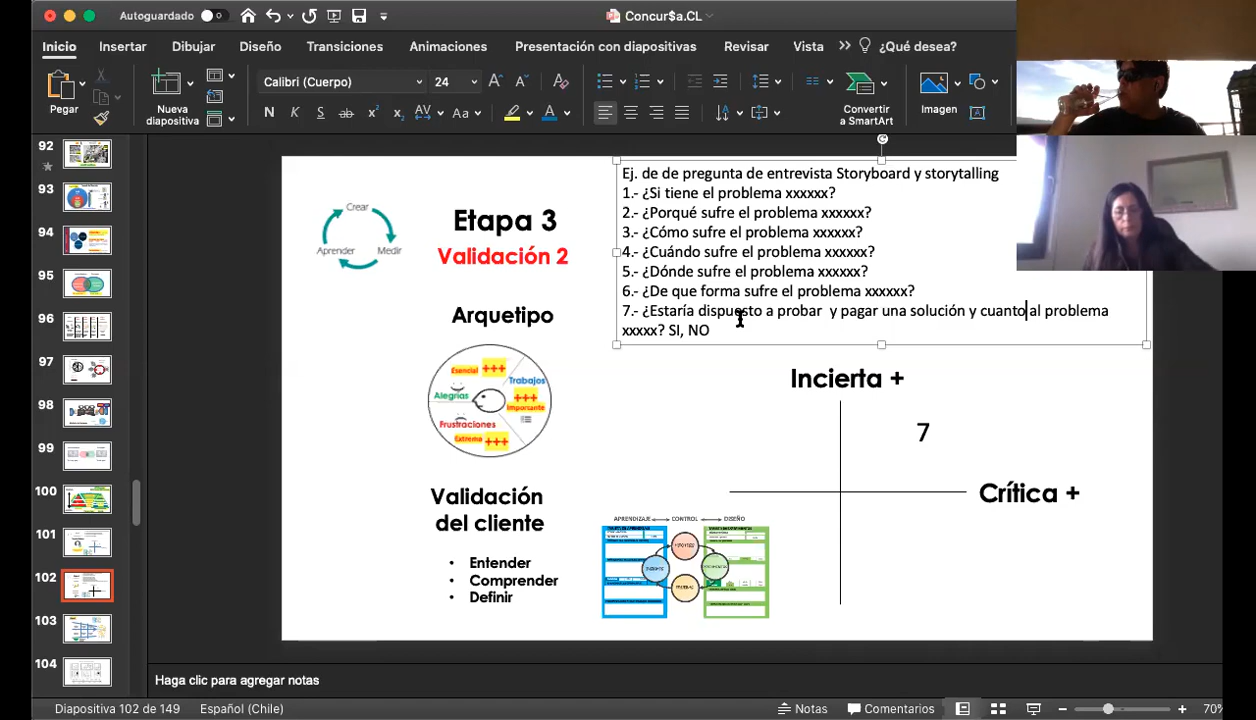 Autoguardado
Concur$a.CL
Inicio Insertar Dibujar Diseño Transiciones Animaciones Presentación con diapositivas Revisar Vista ¿Qué desea?
Calibri (Cuerpo) 24
Pegar
Nueva
diapositiva
N K S ab x² x₂ AV Aa A
Convertir
a SmartArt
Imagen
92
93
94
95
96
97
98
99
100
101
102
103
104
Crear
Aprender Medir
Etapa 3
Validación 2
Ej. de de pregunta de entrevista Storyboard y storytalling
1.- ¿Si tiene el problema xxxxxx?
2.- ¿Porqué sufre el problema xxxxxx?
3.- ¿Cómo sufre el problema xxxxxx?
4.- ¿Cuándo sufre el problema xxxxxx?
5.- ¿Dónde sufre el problema xxxxxx?
6.- ¿De que forma sufre el problema xxxxxx?
7.- ¿Estaría dispuesto a probar  y pagar una solución y cuanto al problema
xxxxx? SI, NO
Arquetipo
Esencial +++
Trabajos
+++
Importante
Alegrías
Frustraciones
Extrema +++
Incierta +
7
Crítica +
Validación
del cliente
• Entender
• Comprender
• Definir
APRENDIZAJE CONTROL DISEÑO
Haga clic para agregar notas
Diapositiva 102 de 149 Español (Chile) Notas Comentarios 70%